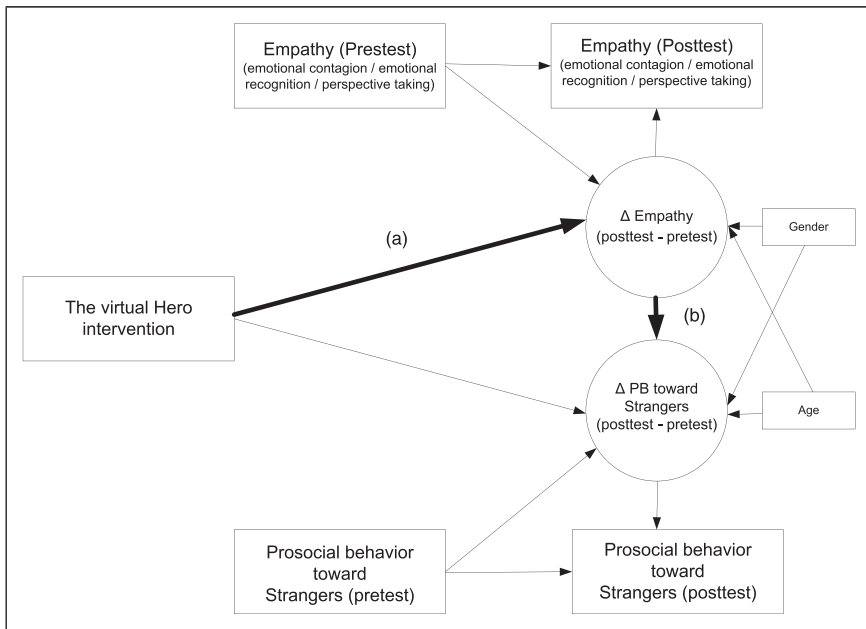 Empathy (Prestest)
(emotional contagion / emotional
recognition / perspective taking)
Empathy (Posttest)
(emotional contagion / emotional
recognition / perspective taking)
Δ Empathy
(posttest - pretest)
Gender
(a)
The virtual Hero
intervention
(b)
Δ PB toward
Strangers
(posttest - pretest)
Age
Prosocial behavior
toward
Strangers (pretest)
Prosocial behavior
toward
Strangers (posttest)